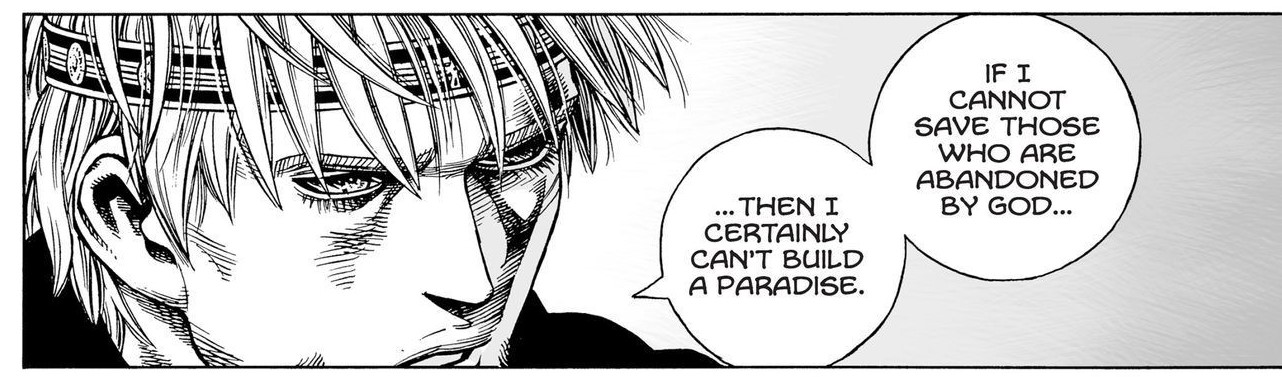 IF I
CANNOT
SAVE THOSE
WHO ARE
ABANDONED
BY GOD...
...THEN I
CERTAINLY
CAN'T BUILD
A PARADISE.